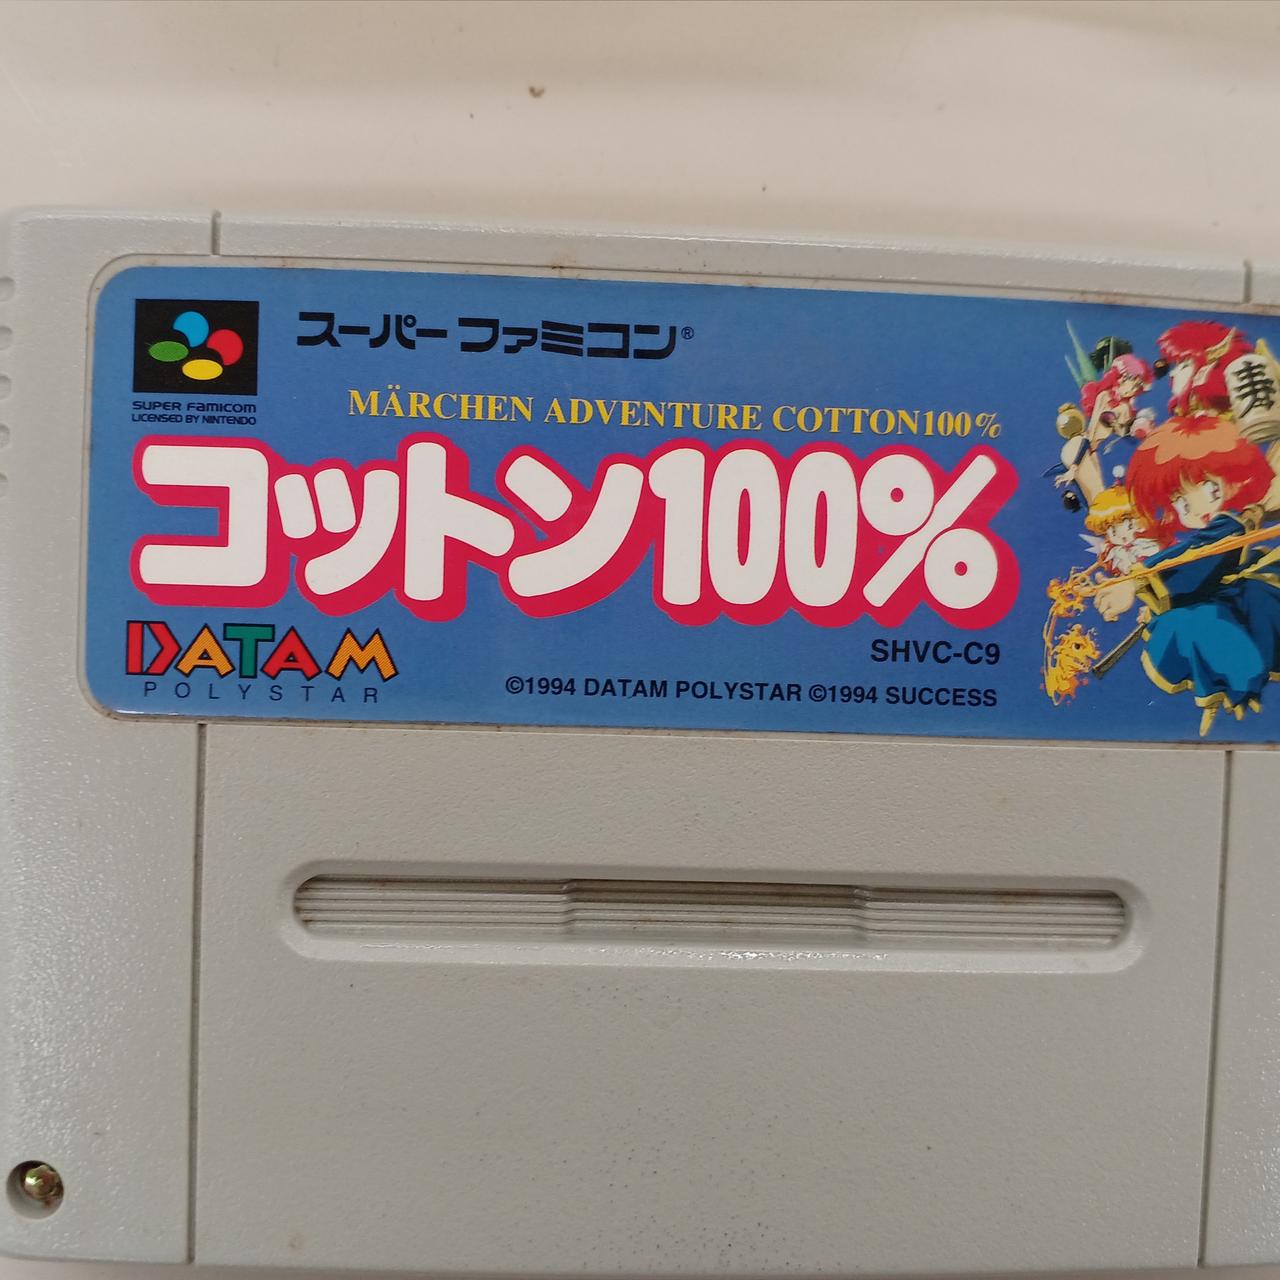 スーパーファミコン®
SUPER FAMICOM
LICENSED BY NINTENDO
MÄRCHEN ADVENTURE COTTON100%
コットン100%
寿
DATAM
POLYSTAR
SHVC-C9
©1994 DATAM POLYSTAR ©1994 SUCCESS